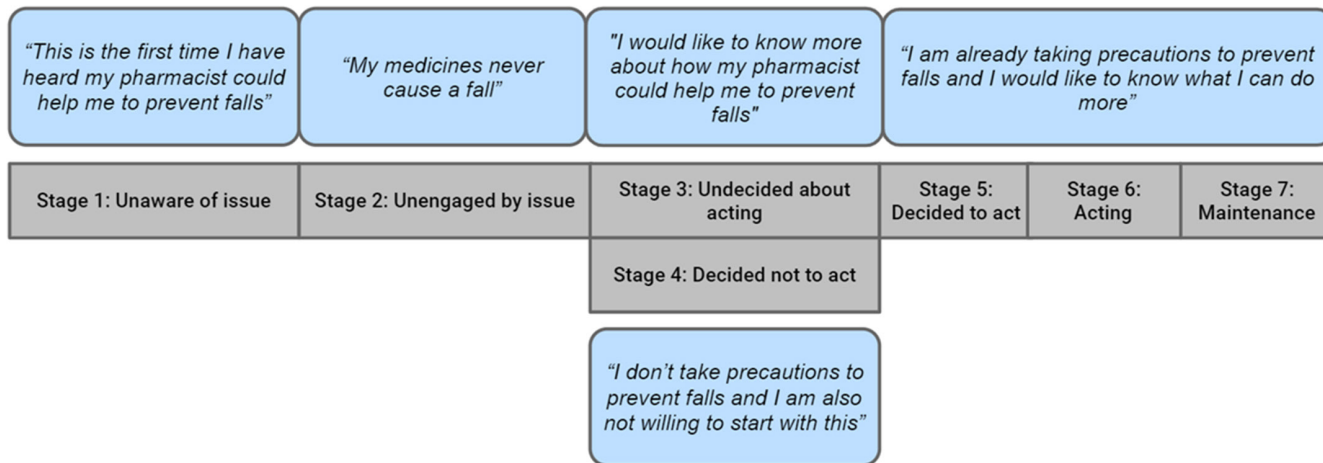 “This is the first time I have
heard my pharmacist could
help me to prevent falls”
“My medicines never
cause a fall”
"I would like to know more
about how my pharmacist
could help me to prevent
falls"
“I am already taking precautions to prevent
falls and I would like to know what I can do
more”
Stage 1: Unaware of issue
Stage 2: Unengaged by issue
Stage 3: Undecided about
acting
Stage 5:
Decided to act
Stage 6:
Acting
Stage 7:
Maintenance
Stage 4: Decided not to act
“I don’t take precautions to
prevent falls and I am also
not willing to start with this”